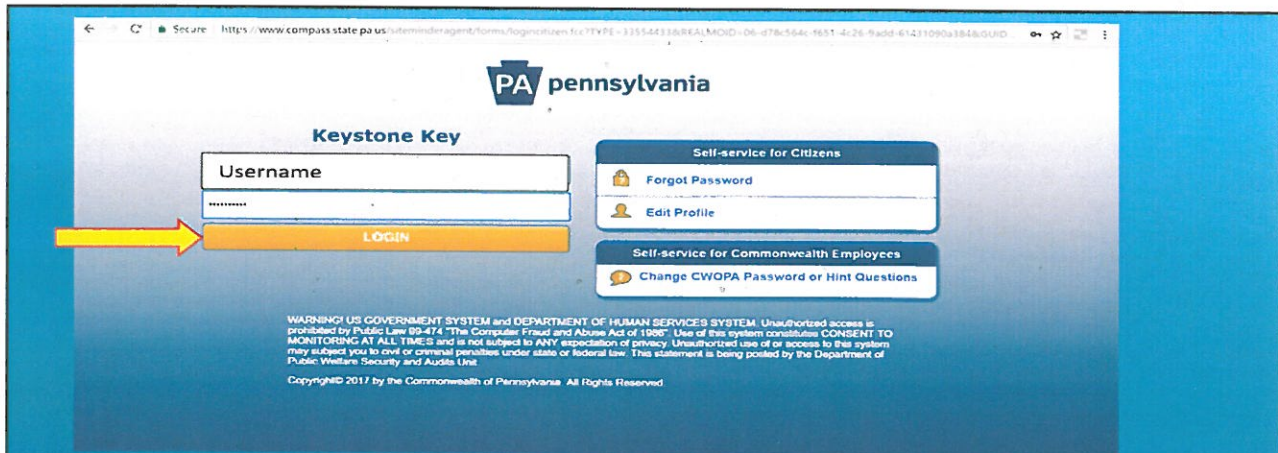 Secure https://www.compass.state.pa.us/siteminderagent/forms/logincitizen.fcc?TYPE=33554433&REALMOID=06-d78c564c-f651-4c26-9add-61431090a384&GUID
PA pennsylvania
Keystone Key
Username
..........
LOGIN
Self-service for Citizens
Forgot Password
Edit Profile
Self-service for Commonwealth Employees
Change CWOPA Password or Hint Questions
WARNING! US GOVERNMENT SYSTEM and DEPARTMENT OF HUMAN SERVICES SYSTEM. Unauthorized access is
prohibited by Public Law 99-474 "The Computer Fraud and Abuse Act of 1986". Use of this system constitutes CONSENT TO
MONITORING AT ALL TIMES and is not subject to ANY expectation of privacy. Unauthorized use of or access to this system
may subject you to civil or criminal penalties under state or federal law. This statement is being posted by the Department of
Public Welfare Security and Audits Unit
Copyright© 2017 by the Commonwealth of Pennsylvania. All Rights Reserved